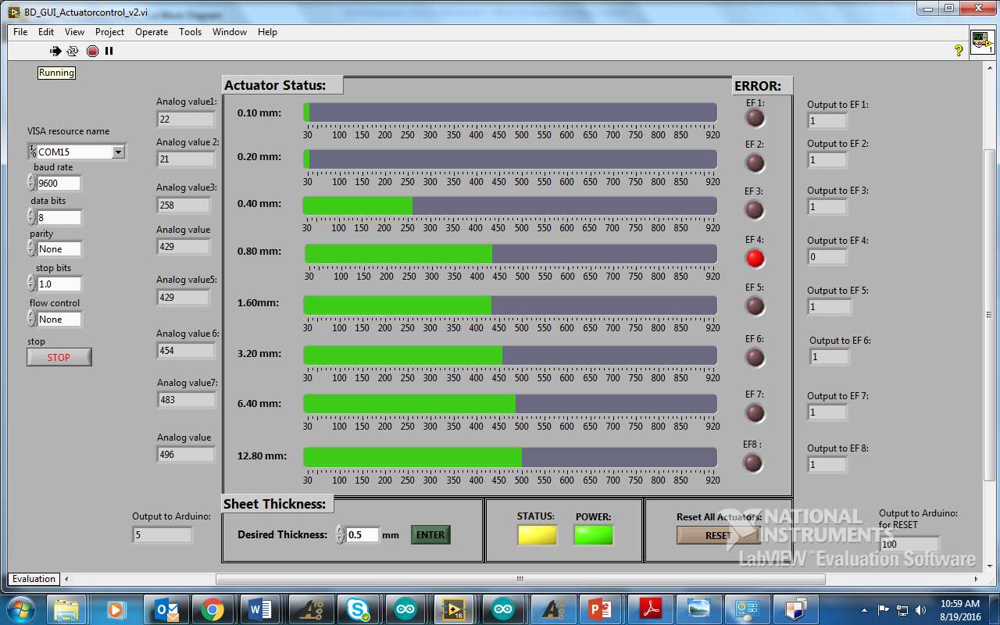 BD_GUI_Actuatorcontrol_v2.vi
Block Diagram
File Edit View Project Operate Tools Window Help
Running
VISA resource name
COM15
baud rate
9600
data bits
8
parity
None
stop bits
1.0
flow control
None
stop
STOP
Analog value1:
22
Analog value 2:
21
Analog value3:
258
Analog value
429
Analog value5:
429
Analog value 6:
454
Analog value7:
483
Analog value
496
Output to Arduino:
5
Actuator Status:
0.10 mm:
30 100 150 200 250 300 350 400 450 500 550 600 650 700 750 800 850 920
0.20 mm:
30 100 150 200 250 300 350 400 450 500 550 600 650 700 750 800 850 920
0.40 mm:
30 100 150 200 250 300 350 400 450 500 550 600 650 700 750 800 850 920
0.80 mm:
30 100 150 200 250 300 350 400 450 500 550 600 650 700 750 800 850 920
1.60mm:
30 100 150 200 250 300 350 400 450 500 550 600 650 700 750 800 850 920
3.20 mm:
30 100 150 200 250 300 350 400 450 500 550 600 650 700 750 800 850 920
6.40 mm:
30 100 150 200 250 300 350 400 450 500 550 600 650 700 750 800 850 920
12.80 mm:
30 100 150 200 250 300 350 400 450 500 550 600 650 700 750 800 850 920
ERROR:
EF 1:
EF 2:
EF 3:
EF 4:
EF 5:
EF 6:
EF 7:
EF8 :
Output to EF 1:
1
Output to EF 2:
1
Output to EF 3:
1
Output to EF 4:
0
Output to EF 5:
1
Output to EF 6:
1
Output to EF 7:
1
Output to EF 8:
1
Sheet Thickness:
Desired Thickness: 0.5 mm ENTER
STATUS: POWER:
Reset All Actuators:
RESET
Output to Arduino:
for RESET
100
NATIONAL
INSTRUMENTS
LabVIEW™ Evaluation Software
Evaluation
10:59 AM
8/19/2016